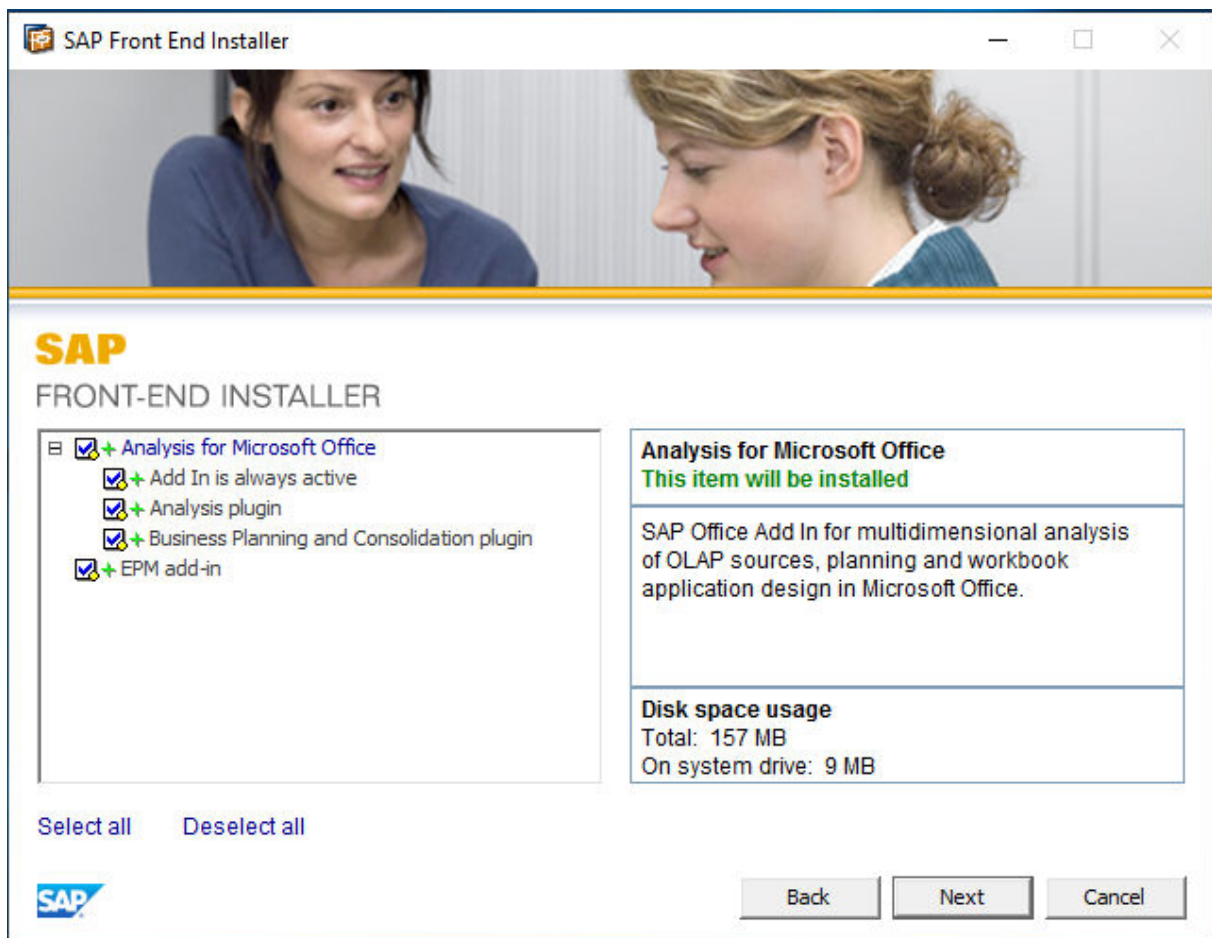 SAP Front End Installer
SAP
FRONT-END INSTALLER
Analysis for Microsoft Office
Add In is always active
Analysis plugin
Business Planning and Consolidation plugin
EPM add-in
Analysis for Microsoft Office
This item will be installed
SAP Office Add In for multidimensional analysis
of OLAP sources, planning and workbook
application design in Microsoft Office.
Disk space usage
Total: 157 MB
On system drive: 9 MB
Select all Deselect all
SAP
Back Next Cancel